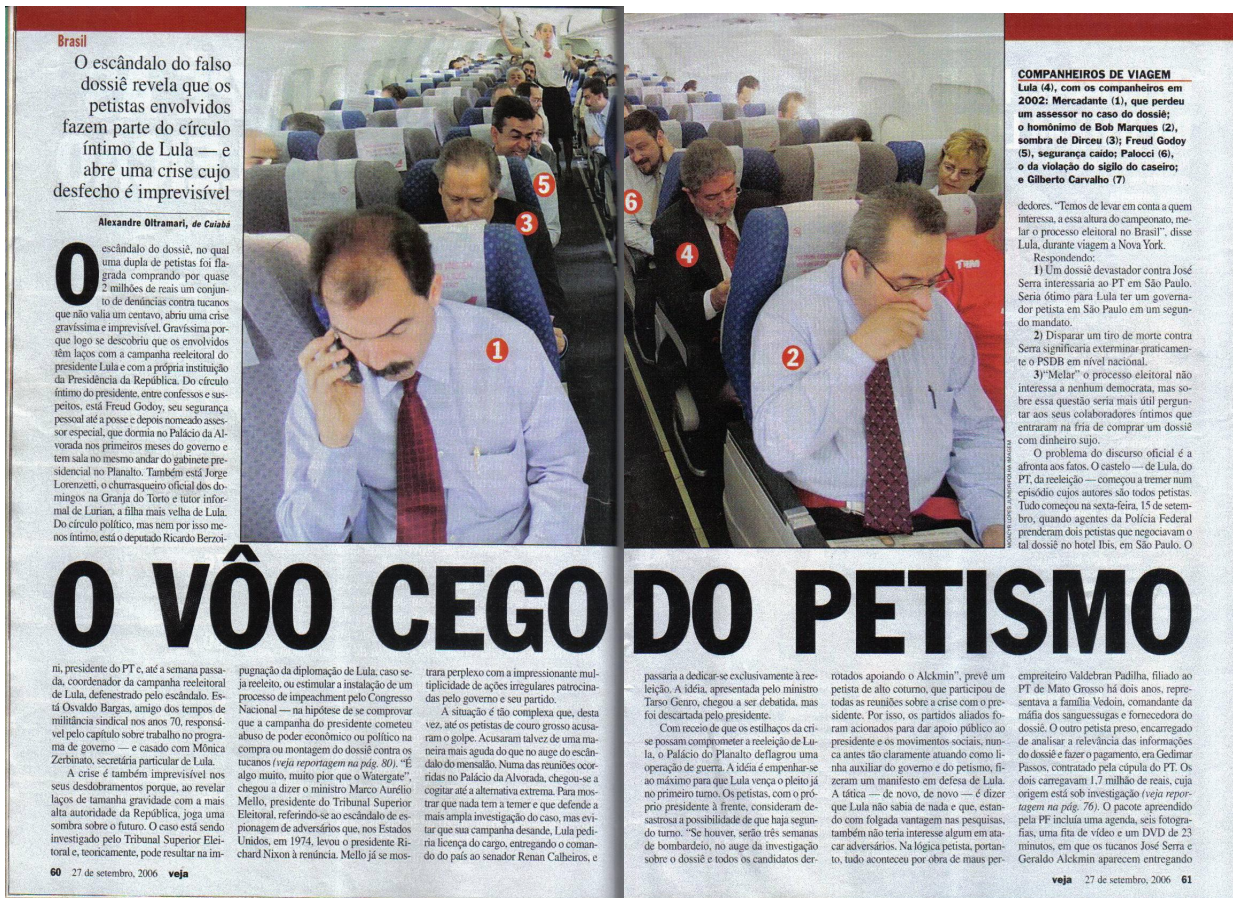 Brasil
O escândalo do falso
dossiê revela que os
petistas envolvidos
fazem parte do círculo
íntimo de Lula — e
abre uma crise cujo
desfecho é imprevisível
Alexandre Oltramari, de Cuiabá
O escândalo do dossiê, no qual
uma dupla de petistas foi fla-
grada comprando por quase
2 milhões de reais um conjun-
to de denúncias contra tucanos
que não valia um centavo, abriu uma crise
gravíssima e imprevisível. Gravíssima por-
que logo se descobriu que os envolvidos
têm laços com a campanha reeleitoral do
presidente Lula e com a própria instituição
da Presidência da República. Do círculo
íntimo do presidente, entre confessos e sus-
peitos, está Freud Godoy, seu segurança
pessoal até a posse e depois nomeado asses-
sor especial, que dormia no Palácio da Al-
vorada nos primeiros meses do governo e
tem sala no mesmo andar do gabinete pre-
sidencial no Planalto. Também está Jorge
Lorenzetti, o churrasqueiro oficial dos do-
mingos na Granja do Torto e tutor infor-
mal de Lurian, a filha mais velha de Lula.
Do círculo político, mas nem por isso me-
nos íntimo, está o deputado Ricardo Berzoi-
5
3
1
6
4
2
TIM
COMPANHEIROS DE VIAGEM
Lula (4), com os companheiros em
2002: Mercadante (1), que perdeu
um assessor no caso do dossiê;
o homônimo de Bob Marques (2),
sombra de Dirceu (3); Freud Godoy
(5), segurança caído; Palocci (6),
o da violação do sigilo do caseiro;
e Gilberto Carvalho (7)
dedores. “Temos de levar em conta a quem
interessa, a essa altura do campeonato, me-
lar o processo eleitoral no Brasil”, disse
Lula, durante viagem a Nova York.
Respondendo:
1) Um dossiê devastador contra José
Serra interessaria ao PT em São Paulo.
Seria ótimo para Lula ter um governa-
dor petista em São Paulo em um segun-
do mandato.
2) Disparar um tiro de morte contra
Serra significaria exterminar praticamen-
te o PSDB em nível nacional.
3)“Melar” o processo eleitoral não
interessa a nenhum democrata, mas so-
bre essa questão seria mais útil pergun-
tar aos seus colaboradores íntimos que
entraram na fria de comprar um dossiê
com dinheiro sujo.
O problema do discurso oficial é a
afronta aos fatos. O castelo — de Lula, do
PT, da reeleição — começou a tremer num
episódio cujos autores são todos petistas.
Tudo começou na sexta-feira, 15 de setem-
bro, quando agentes da Polícia Federal
prenderam dois petistas que negociavam o
tal dossiê no hotel Ibis, em São Paulo. O
MOACYR LOPES JUNIOR/FOLHA IMAGEM
O VÔO CEGO DO PETISMO
ni, presidente do PT e, até a semana passa-
da, coordenador da campanha reeleitoral
de Lula, defenestrado pelo escândalo. Es-
tá Osvaldo Bargas, amigo dos tempos de
militância sindical nos anos 70, responsá-
vel pelo capítulo sobre trabalho no progra-
ma de governo — e casado com Mônica
Zerbinato, secretária particular de Lula.
A crise é também imprevisível nos
seus desdobramentos porque, ao revelar
laços de tamanha gravidade com a mais
alta autoridade da República, joga uma
sombra sobre o futuro. O caso está sendo
investigado pelo Tribunal Superior Elei-
toral e, teoricamente, pode resultar na im-
pugnação da diplomação de Lula, caso se-
ja reeleito, ou estimular a instalação de um
processo de impeachment pelo Congresso
Nacional — na hipótese de se comprovar
que a campanha do presidente cometeu
abuso de poder econômico ou político na
compra ou montagem do dossiê contra os
tucanos (veja reportagem na pág. 80). “É
algo muito, muito pior que o Watergate”,
chegou a dizer o ministro Marco Aurélio
Mello, presidente do Tribunal Superior
Eleitoral, referindo-se ao escândalo de es-
pionagem de adversários que, nos Estados
Unidos, em 1974, levou o presidente Ri-
chard Nixon à renúncia. Mello já se mos-
trara perplexo com a impressionante mul-
tiplicidade de ações irregulares patrocina-
das pelo governo e seu partido.
A situação é tão complexa que, desta
vez, até os petistas de couro grosso acusa-
ram o golpe. Acusaram talvez de uma ma-
neira mais aguda do que no auge do escân-
dalo do mensalão. Numa das reuniões ocor-
ridas no Palácio da Alvorada, chegou-se a
cogitar até a alternativa extrema. Para mos-
trar que nada tem a temer e que defende a
mais ampla investigação do caso, mas evi-
tar que sua campanha desande, Lula pedi-
ria licença do cargo, entregando o coman-
do do país ao senador Renan Calheiros, e
passaria a dedicar-se exclusivamente à ree-
leição. A idéia, apresentada pelo ministro
Tarso Genro, chegou a ser debatida, mas
foi descartada pelo presidente.
Com receio de que os estilhaços da cri-
se possam comprometer a reeleição de Lu-
la, o Palácio do Planalto deflagrou uma
operação de guerra. A idéia é empenhar-se
ao máximo para que Lula vença o pleito já
no primeiro turno. Os petistas, com o pró-
prio presidente à frente, consideram de-
sastrosa a possibilidade de que haja segun-
do turno. “Se houver, serão três semanas
de bombardeio, no auge da investigação
sobre o dossiê e todos os candidatos der-
rotados apoiando o Alckmin”, prevê um
petista de alto coturno, que participou de
todas as reuniões sobre a crise com o pre-
sidente. Por isso, os partidos aliados fo-
ram acionados para dar apoio público ao
presidente e os movimentos sociais, nun-
ca antes tão claramente atuando como li-
nha auxiliar do governo e do petismo, fi-
zeram um manifesto em defesa de Lula.
A tática — de novo, de novo — é dizer
que Lula não sabia de nada e que, estan-
do com folgada vantagem nas pesquisas,
também não teria interesse algum em ata-
car adversários. Na lógica petista, portan-
to, tudo aconteceu por obra de maus per-
empreiteiro Valdebran Padilha, filiado ao
PT de Mato Grosso há dois anos, repre-
sentava a família Vedoin, comandante da
máfia dos sanguessugas e fornecedora do
dossiê. O outro petista preso, encarregado
de analisar a relevância das informações
do dossiê e fazer o pagamento, era Gedimar
Passos, contratado pela cúpula do PT. Os
dois carregavam 1,7 milhão de reais, cuja
origem está sob investigação (veja repor-
tagem na pág. 76). O pacote apreendido
pela PF incluía uma agenda, seis fotogra-
fias, uma fita de vídeo e um DVD de 23
minutos, em que os tucanos José Serra e
Geraldo Alckmin aparecem entregando
60 27 de setembro, 2006 veja
veja 27 de setembro, 2006 61